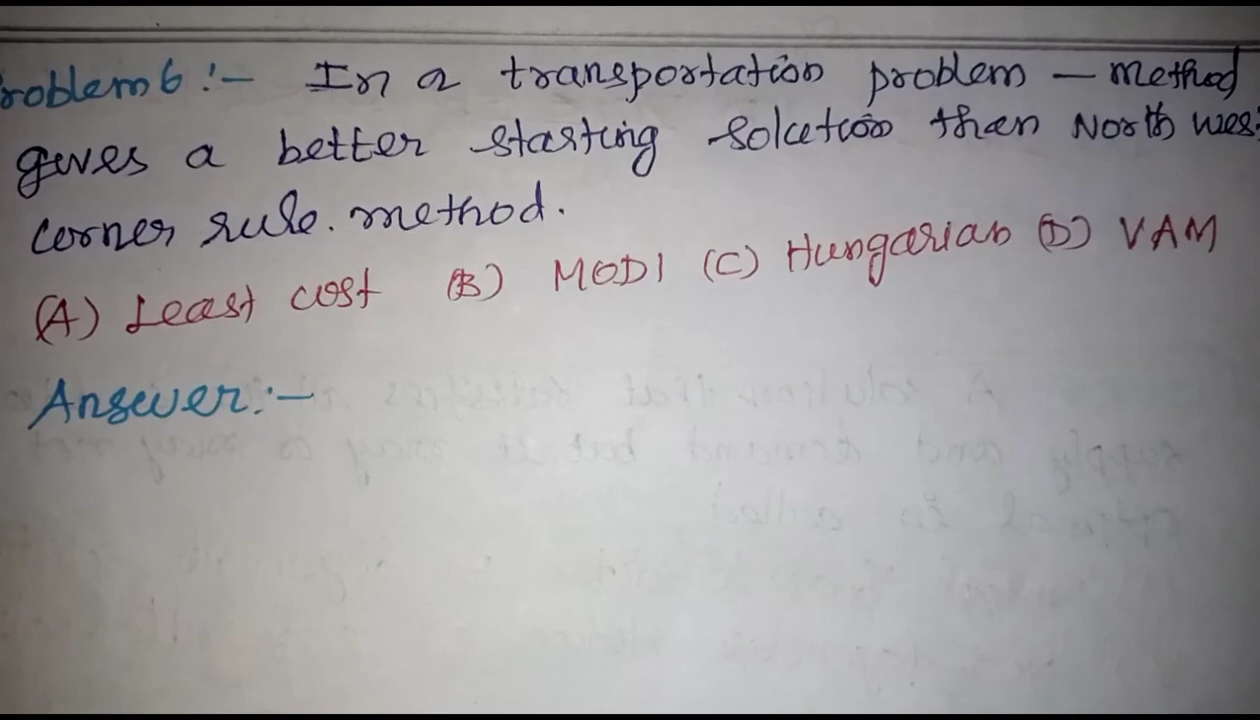 roblem 6 :- In a transportation problem — method
gives a better starting solution than North wes
corner rule. method.
(A) Least cost (B) MODI (C) Hungarian (D) VAM
Answer:-